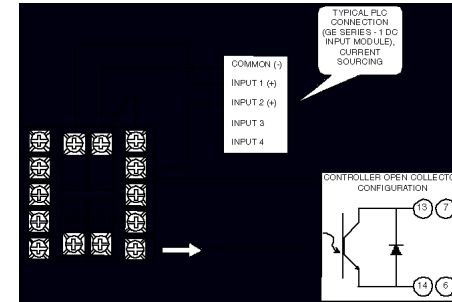 TYPICAL PLC
CONNECTION
(GE SERIES - 1 DC
INPUT MODULE),
CURRENT
SOURCING
COMMON (-)
INPUT 1 (+)
INPUT 2 (+)
INPUT 3
INPUT 4
CONTROLLER OPEN COLLECTO
CONFIGURATION
13 7
14 6